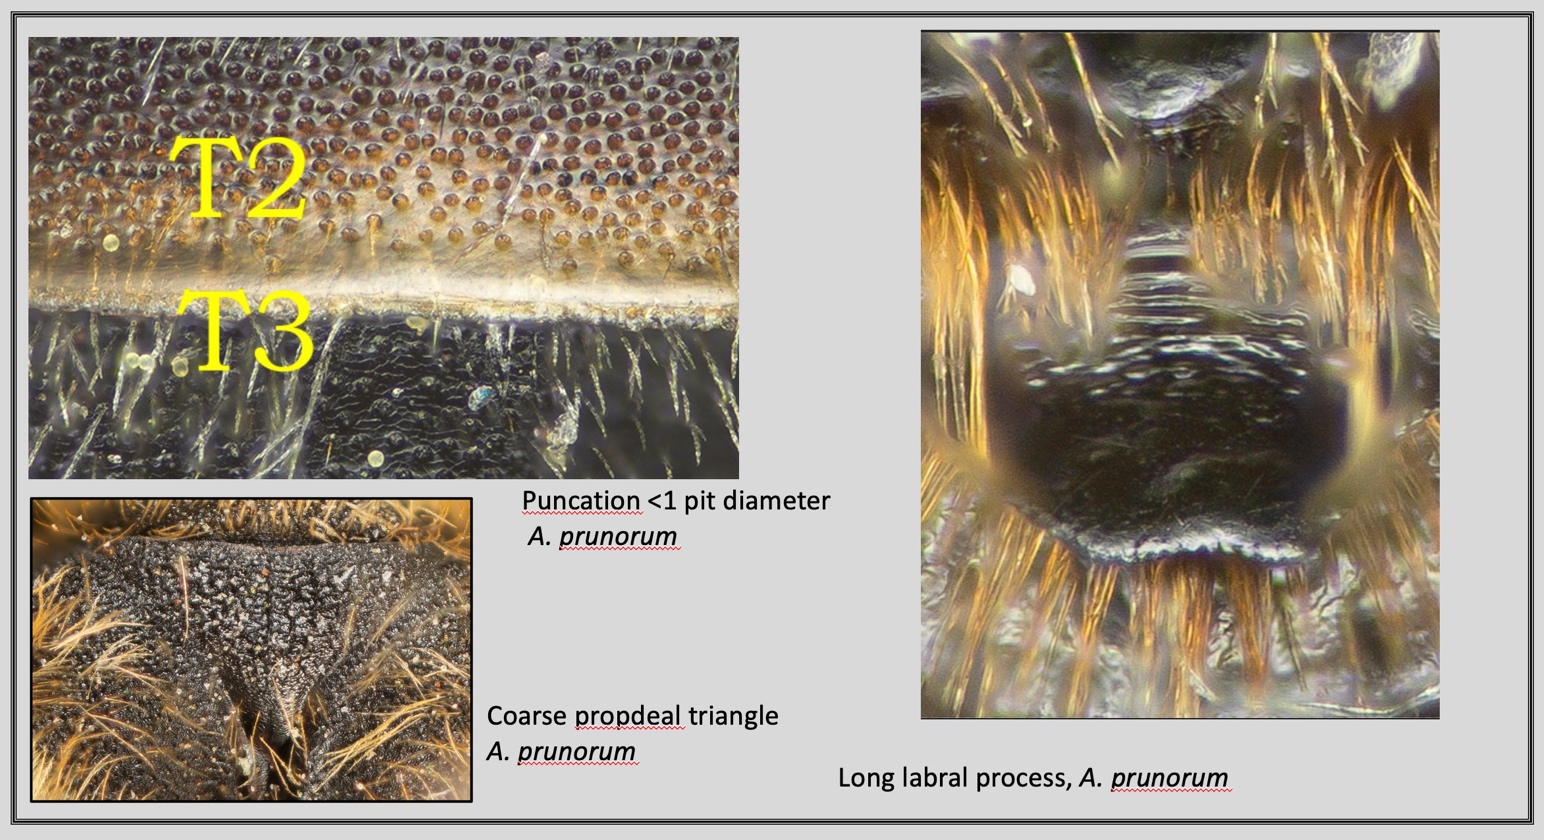 T2
T3
Puncation <1 pit diameter
A. prunorum
Coarse propdeal triangle
A. prunorum
Long labral process, A. prunorum